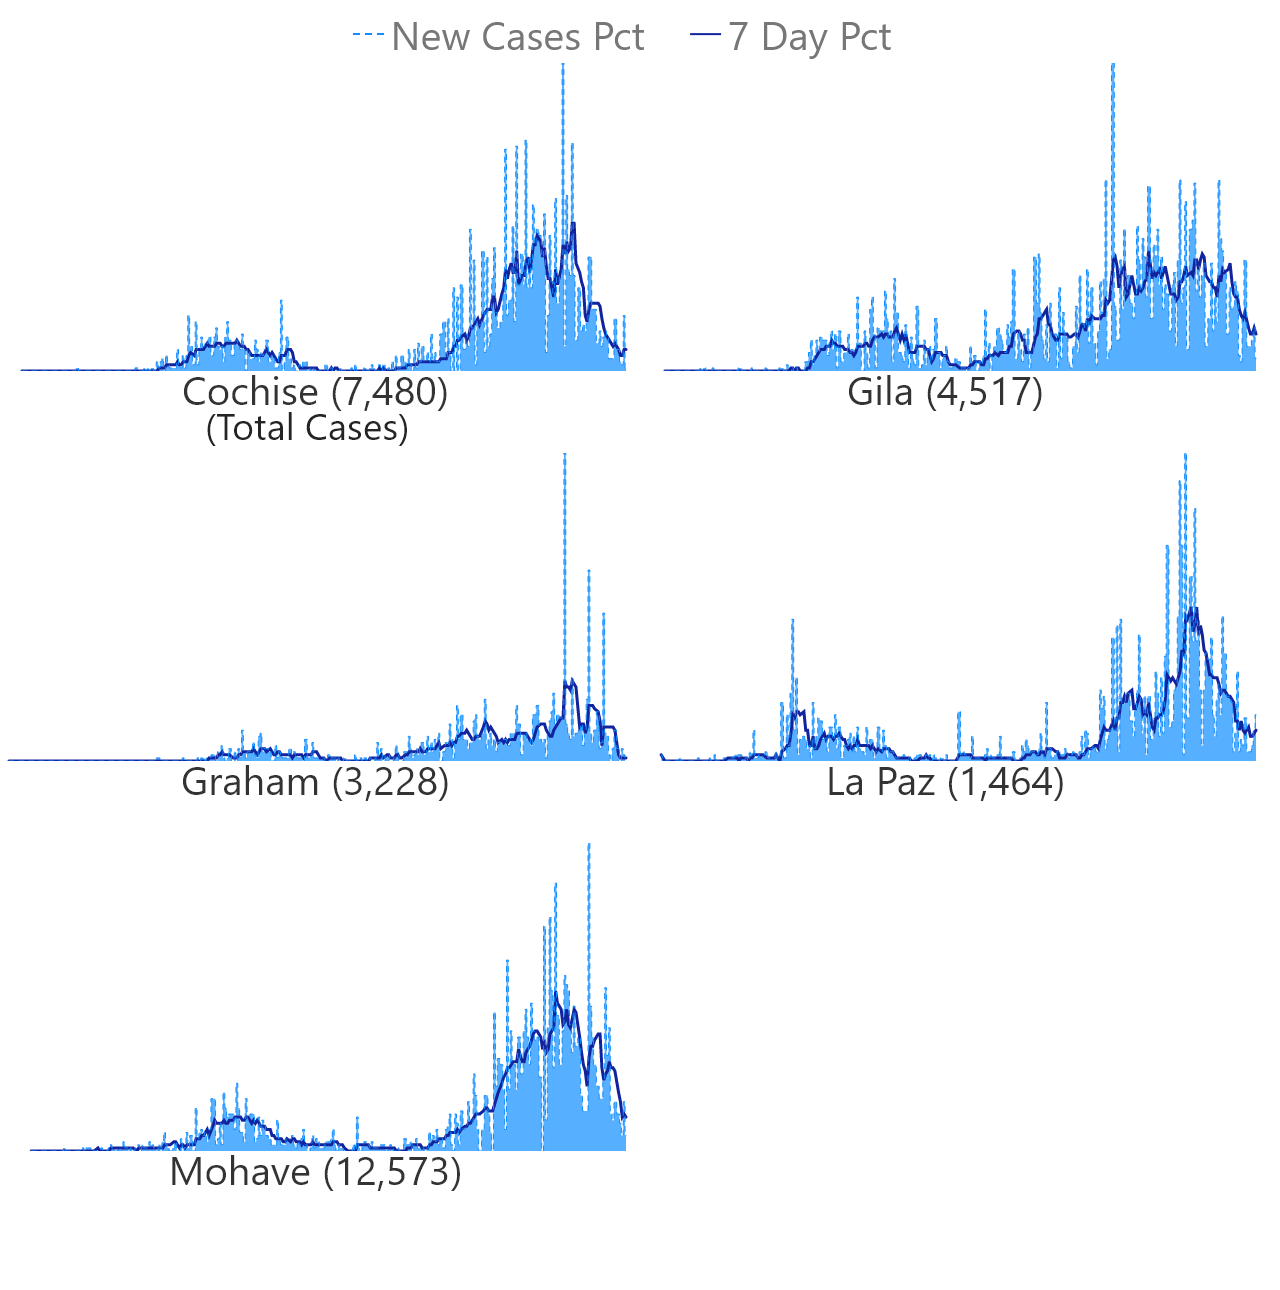 New Cases Pct 7 Day Pct
Cochise (7,480) Gila (4,517)
(Total Cases)
Graham (3,228) La Paz (1,464)
Mohave (12,573)